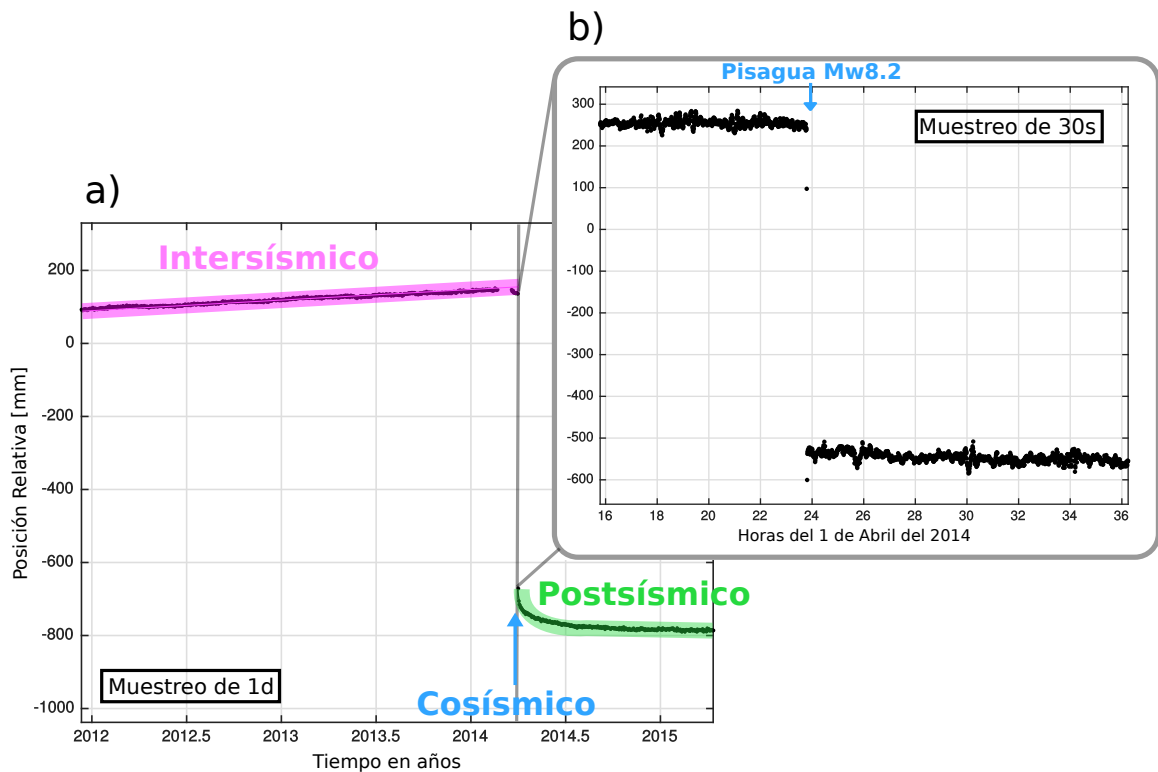 b)
Pisagua Mw8.2
300
Muestreo de 30s
200
100
0
-100
-200
-300
-400
-500
-600
16 18 20 22 24 26 28 30 32 34 36
Horas del 1 de Abril del 2014
a)
Intersísmico
200
0
-200
-400
-600
-800
-1000
Posición Relativa [mm]
Postsísmico
Muestreo de 1d
Cosísmico
2012 2012.5 2013 2013.5 2014 2014.5 2015
Tiempo en años